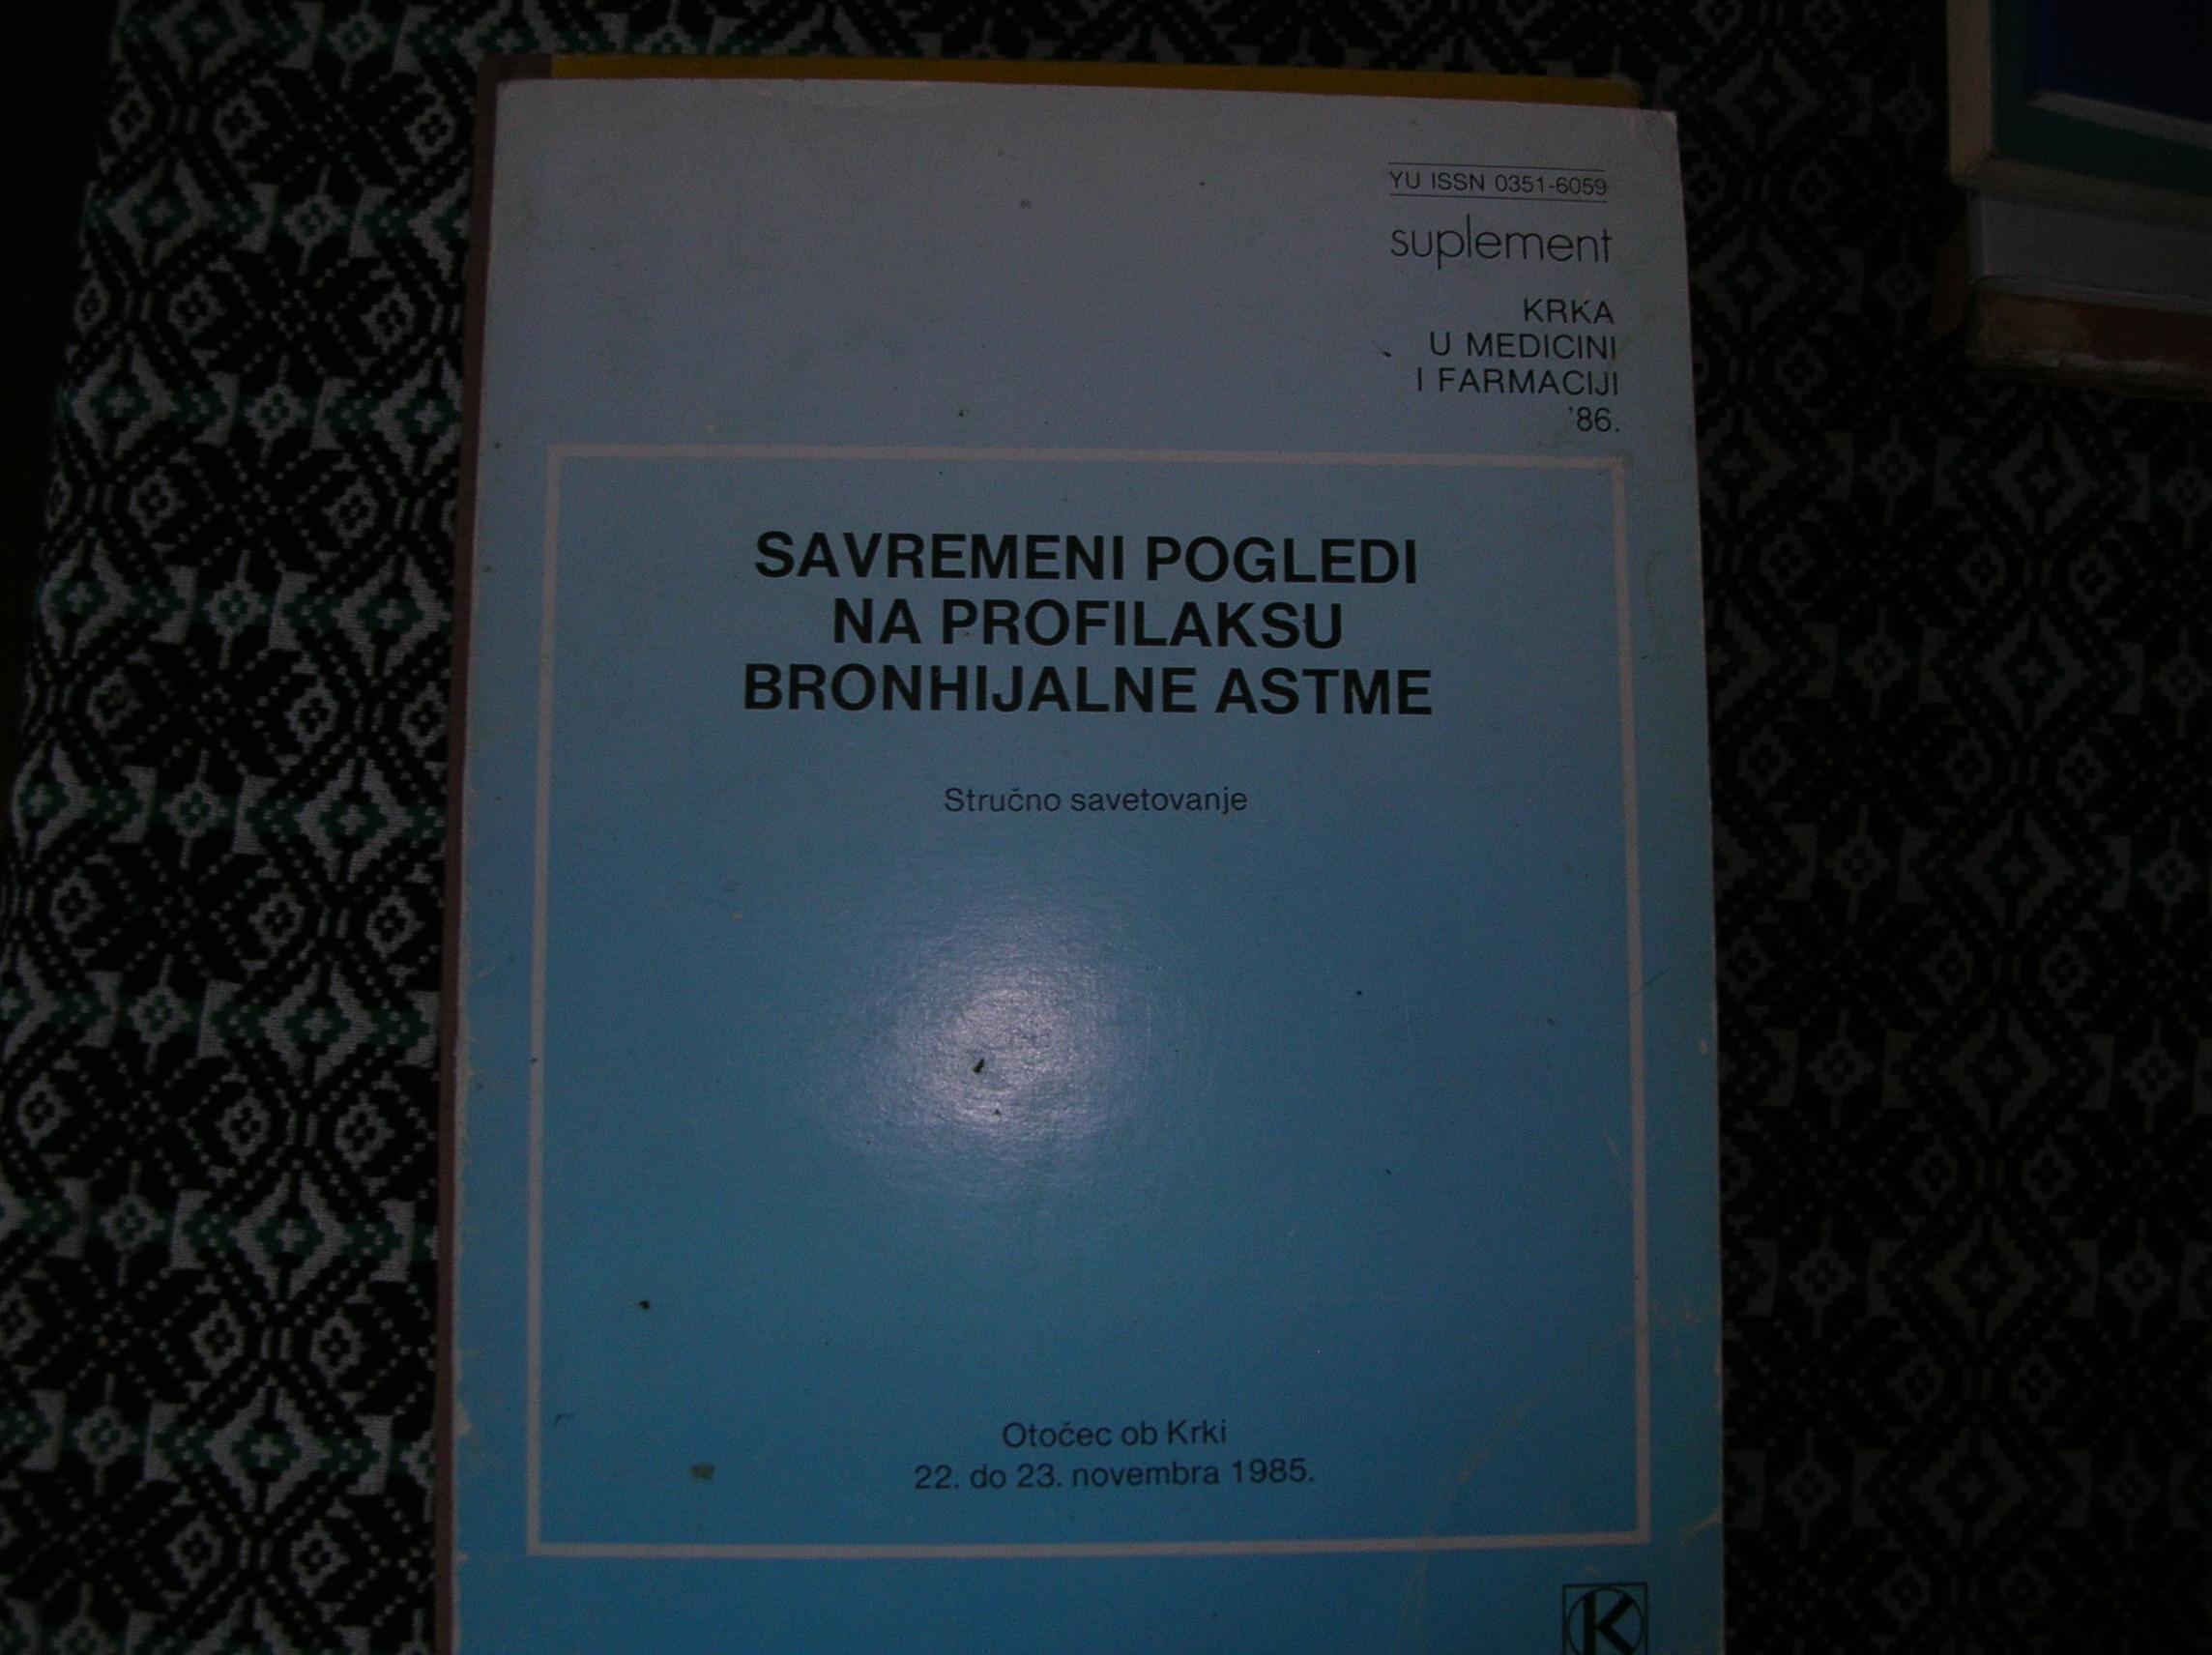 YU ISSN 0351-6059
suplement
KRKA
U MEDICINI
I FARMACIJI
'86.
SAVREMENI POGLEDI
NA PROFILAKSU
BRONHIJALNE ASTME
Stručno savetovanje
Otočec ob Krki
22. do 23. novembra 1985.
K